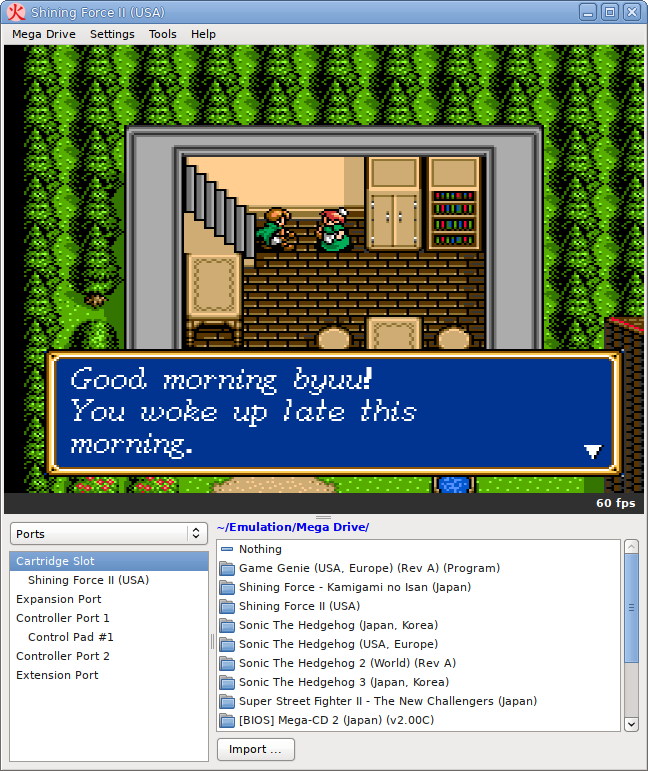 火 Shining Force II (USA)
Mega Drive Settings Tools Help
Good morning byuu!
You woke up late this
morning.
60 fps
Ports
Cartridge Slot
Shining Force II (USA)
Expansion Port
Controller Port 1
Control Pad #1
Controller Port 2
Extension Port
~/Emulation/Mega Drive/
Nothing
Game Genie (USA, Europe) (Rev A) (Program)
Shining Force - Kamigami no Isan (Japan)
Shining Force II (USA)
Sonic The Hedgehog (Japan, Korea)
Sonic The Hedgehog (USA, Europe)
Sonic The Hedgehog 2 (World) (Rev A)
Sonic The Hedgehog 3 (Japan, Korea)
Super Street Fighter II - The New Challengers (Japan)
[BIOS] Mega-CD 2 (Japan) (v2.00C)
Import ...